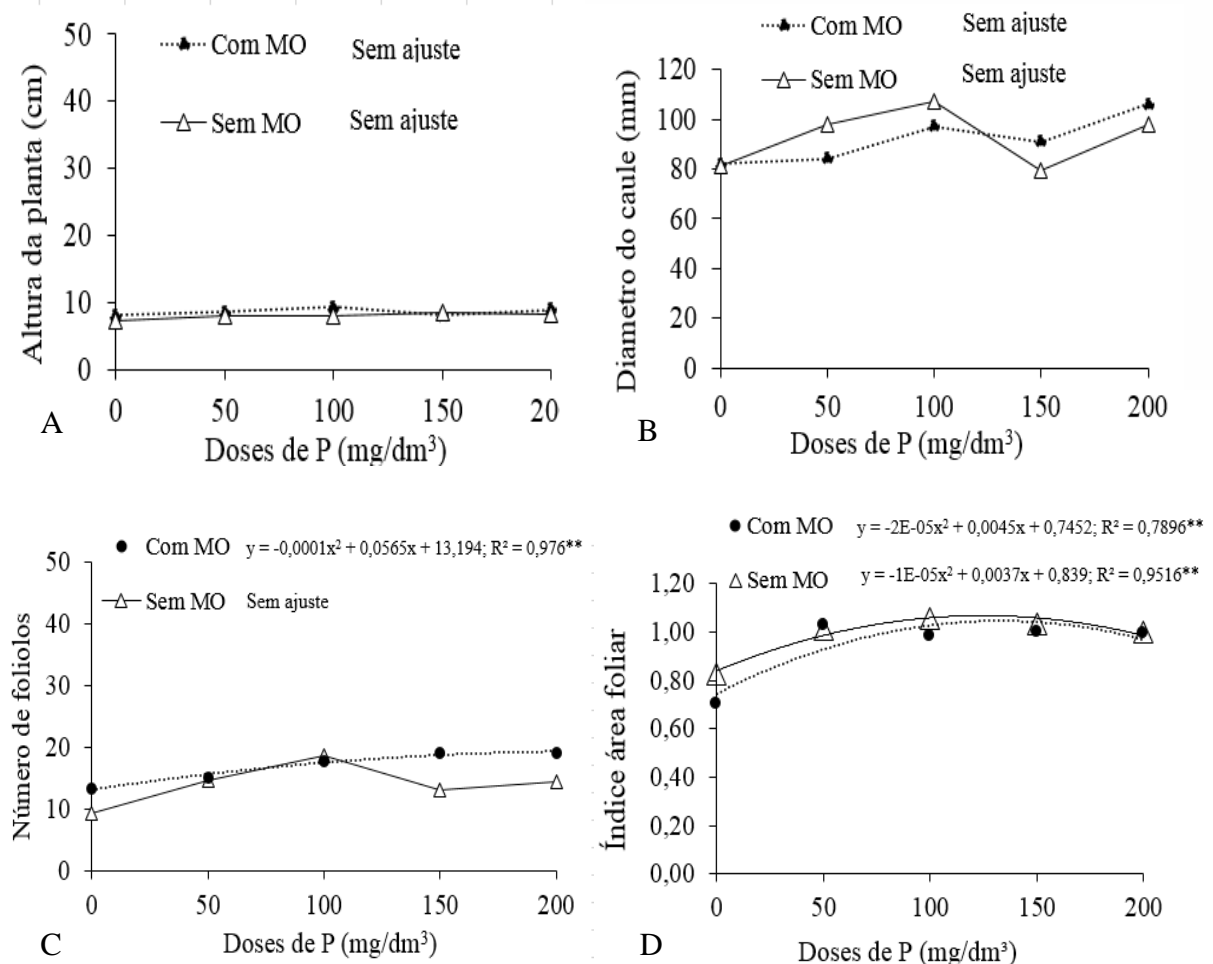 Com MO Sem ajuste
Sem MO Sem ajuste
Altura da planta (cm)
50
40
30
20
10
0
0 50 100 150 20
Doses de P (mg/dm³)
A
Com MO Sem ajuste
Sem MO Sem ajuste
Diametro do caule (mm)
120
100
80
60
40
20
0
0 50 100 150 200
Doses de P (mg/dm³)
B
Com MO y = -0,0001x² + 0,0565x + 13,194; R² = 0,976**
Sem MO Sem ajuste
Número de foliolos
50
40
30
20
10
0
0 50 100 150 200
Doses de P (mg/dm³)
C
Com MO y = -2E-05x² + 0,0045x + 0,7452; R² = 0,7896**
Sem MO y = -1E-05x² + 0,0037x + 0,839; R² = 0,9516**
Índice área foliar
1,20
1,00
0,80
0,60
0,40
0,20
0,00
0 50 100 150 200
Doses de P (mg/dm³)
D